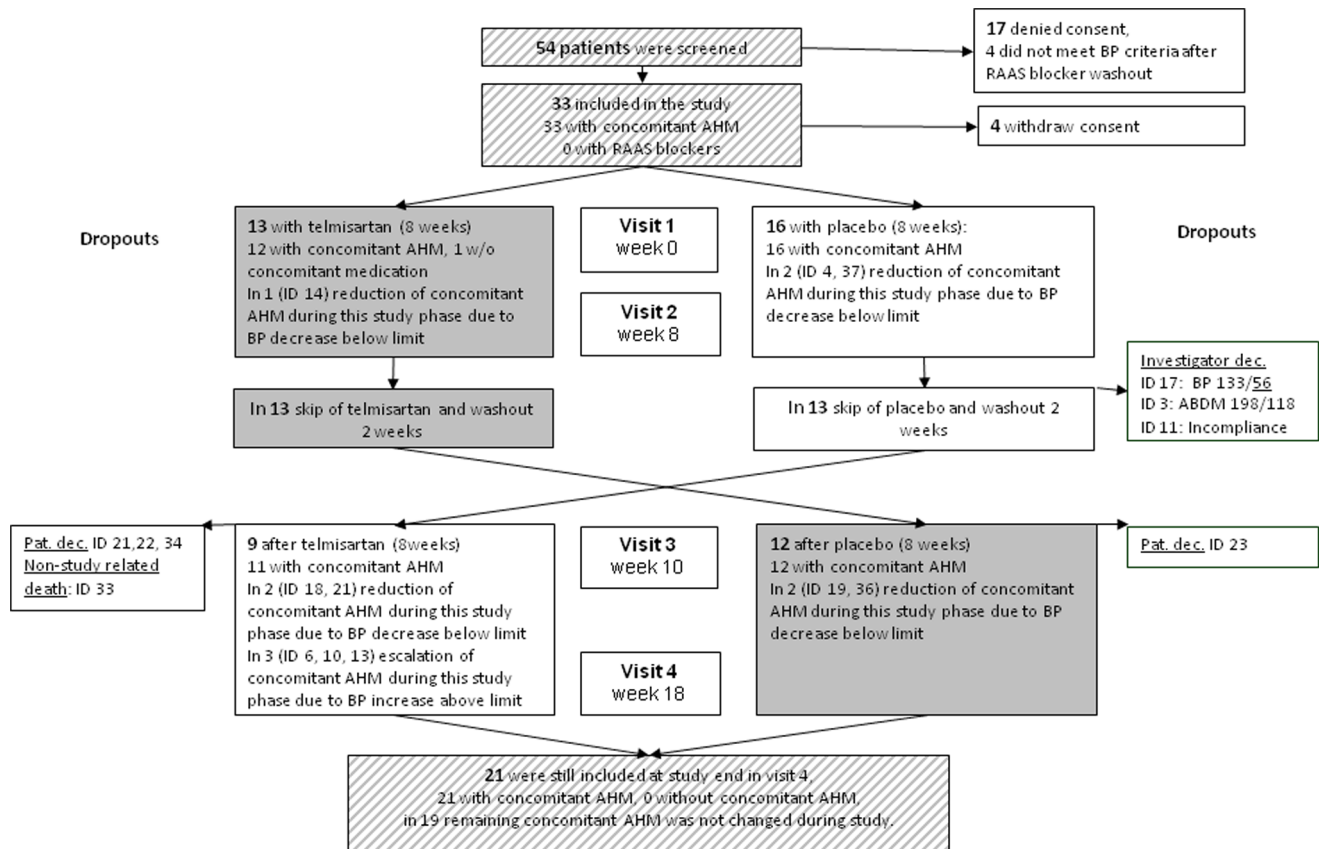 54 patients were screened
17 denied consent,
4 did not meet BP criteria after
RAAS blocker washout
33 included in the study
33 with concomitant AHM
0 with RAAS blockers
4 withdraw consent
Dropouts
13 with telmisartan (8 weeks)
12 with concomitant AHM, 1 w/o
concomitant medication
In 1 (ID 14) reduction of concomitant
AHM during this study phase due to
BP decrease below limit
Visit 1
week 0
Visit 2
week 8
16 with placebo (8 weeks):
16 with concomitant AHM
In 2 (ID 4, 37) reduction of concomitant
AHM during this study phase due to BP
decrease below limit
Dropouts
Investigator dec.
ID 17: BP 133/56
ID 3: ABDM 198/118
ID 11: Incompliance
In 13 skip of telmisartan and washout
2 weeks
In 13 skip of placebo and washout 2
weeks
Pat. dec. ID 21,22, 34
Non-study related
death: ID 33
9 after telmisartan (8weeks)
11 with concomitant AHM
In 2 (ID 18, 21) reduction of
concomitant AHM during this study
phase due to BP decrease below limit
In 3 (ID 6, 10, 13) escalation of
concomitant AHM during this study
phase due to BP increase above limit
Visit 3
week 10
Visit 4
week 18
12 after placebo (8 weeks)
12 with concomitant AHM
In 2 (ID 19, 36) reduction of concomitant
AHM during this study phase due to BP
decrease below limit
Pat. dec. ID 23
21 were still included at study end in visit 4,
21 with concomitant AHM, 0 without concomitant AHM,
in 19 remaining concomitant AHM was not changed during study.